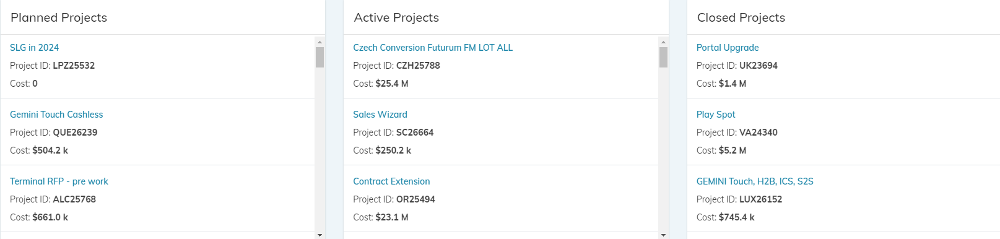 Planned Projects
SLG in 2024
Project ID: LPZ25532
Cost: 0
Gemini Touch Cashless
Project ID: QUE26239
Cost: $504.2 k
Terminal RFP - pre work
Project ID: ALC25768
Cost: $661.0 k
Active Projects
Czech Conversion Futurum FM LOT ALL
Project ID: CZH25788
Cost: $25.4 M
Sales Wizard
Project ID: SC26664
Cost: $250.2 k
Contract Extension
Project ID: OR25494
Cost: $23.1 M
Closed Projects
Portal Upgrade
Project ID: UK23694
Cost: $1.4 M
Play Spot
Project ID: VA24340
Cost: $5.2 M
GEMINI Touch, H2B, ICS, S2S
Project ID: LUX26152
Cost: $745.4 k